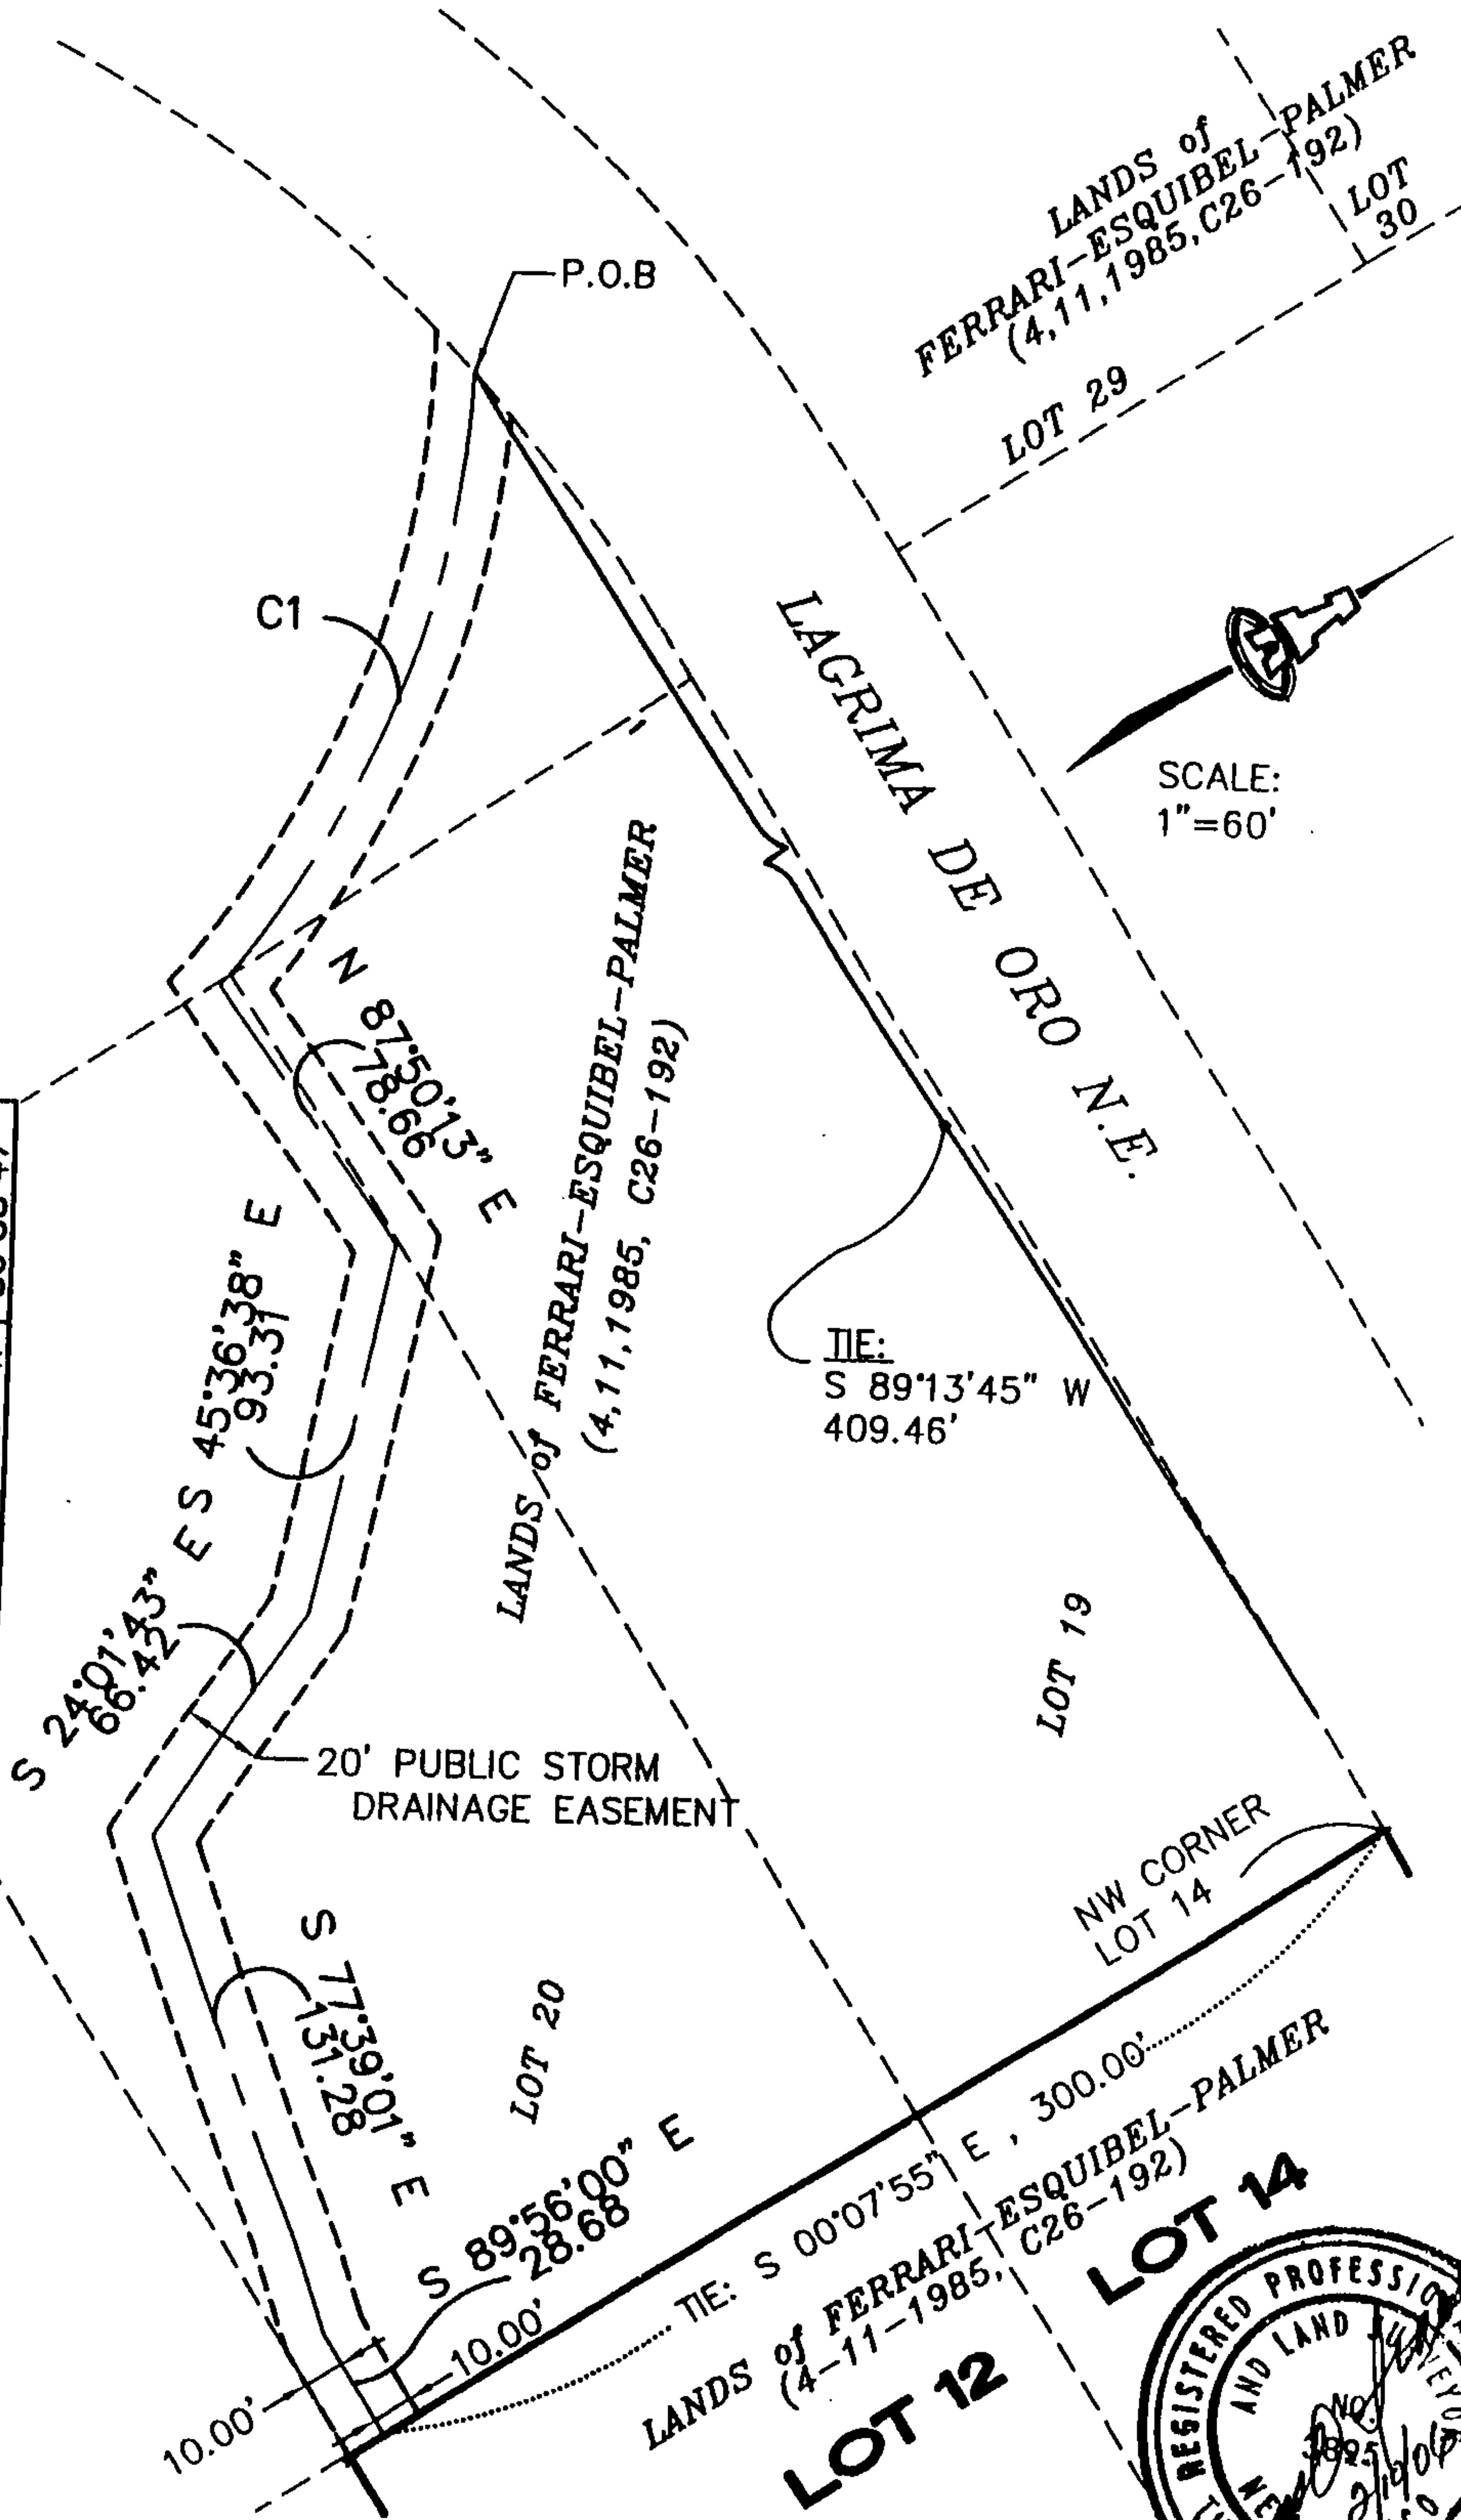 LANDS of
FERRARI-ESQUIBEL-PALMER
(4,11,1985,C26-192)
LOT
30
P.O.B
LOT 29
C1
LAGRIMA DE ORO N.E.
SCALE:
1"=60'
N 87°50'13" E
78.66
LANDS of FERRARI-ESQUIBEL-PALMER
(4,11,1985, C26-192)
S 45°36'38" E
93.31
TIE:
S 89°13'45" W
409.46'
S 24°01'43" E
66.42
LOT 19
20' PUBLIC STORM
DRAINAGE EASEMENT
NW CORNER
LOT 14
S 77°39'01" E
131.28
LOT 20
S 89°56'00" E
28.68
TIE: S 00°07'55" E , 300.00'
10.00'
10.00'
LANDS of FERRARI-ESQUIBEL-PALMER
(4-11-1985, C26-192)
LOT 14
LOT 12
REGISTERED
AND LAND
NO.